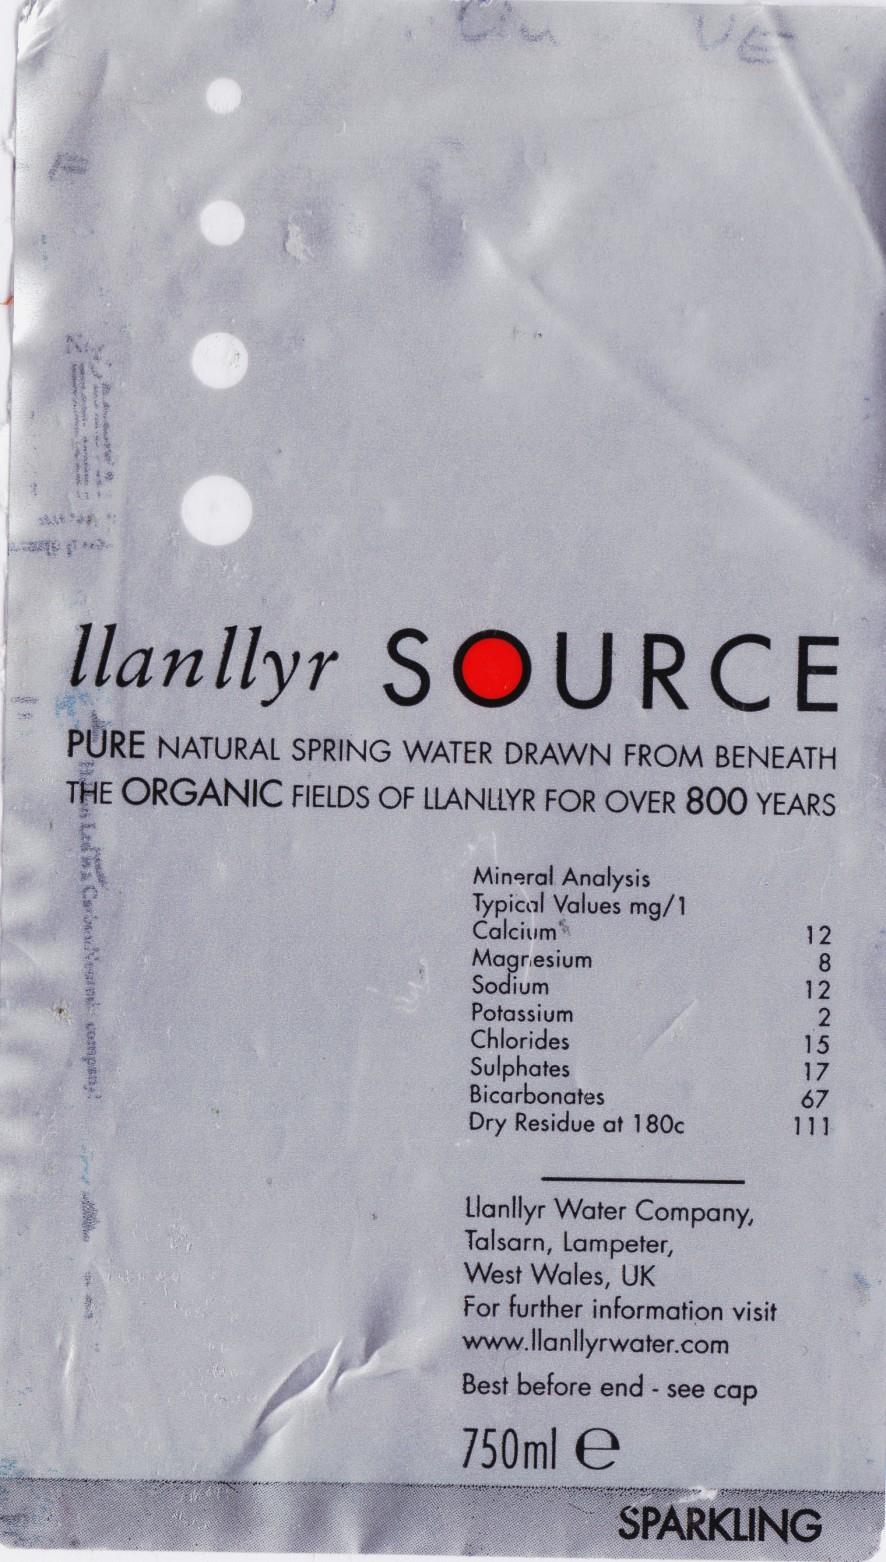 llanllyr SOURCE
PURE NATURAL SPRING WATER DRAWN FROM BENEATH
THE ORGANIC FIELDS OF LLANLLYR FOR OVER 800 YEARS
Mineral Analysis
Typical Values mg/1
Calcium 12
Magnesium 8
Sodium 12
Potassium 2
Chlorides 15
Sulphates 17
Bicarbonates 67
Dry Residue at 180c 111
Llanllyr Water Company,
Talsarn, Lampeter,
West Wales, UK
For further information visit
www.llanllyrwater.com
Best before end - see cap
750ml e
SPARKLING